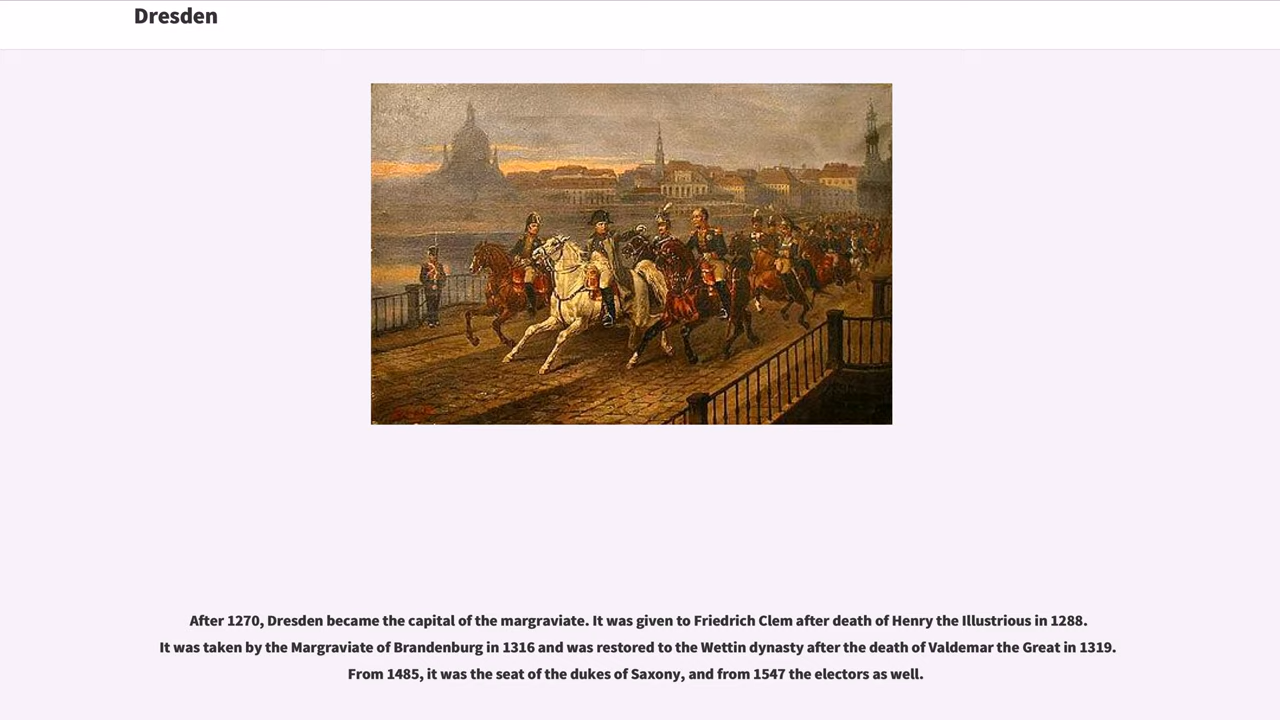 Dresden
After 1270, Dresden became the capital of the margraviate. It was given to Friedrich Clem after death of Henry the Illustrious in 1288.
It was taken by the Margraviate of Brandenburg in 1316 and was restored to the Wettin dynasty after the death of Valdemar the Great in 1319.
From 1485, it was the seat of the dukes of Saxony, and from 1547 the electors as well.